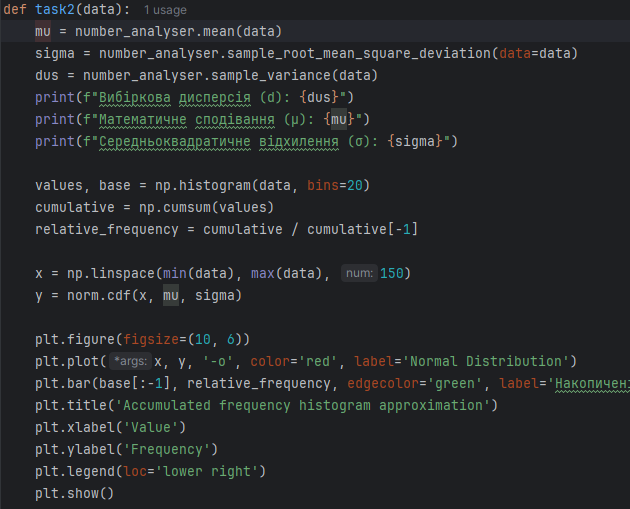 def task2(data): 1 usage
mu = number_analyser.mean(data)
sigma = number_analyser.sample_root_mean_square_deviation(data=data)
dus = number_analyser.sample_variance(data)
print(f"Вибіркова дисперсія (d): {dus}")
print(f"Математичне сподівання (μ): {mu}")
print(f"Середньоквадратичне відхилення (σ): {sigma}")
values, base = np.histogram(data, bins=20)
cumulative = np.cumsum(values)
relative_frequency = cumulative / cumulative[-1]
x = np.linspace(min(data), max(data), num: 150)
y = norm.cdf(x, mu, sigma)
plt.figure(figsize=(10, 6))
plt.plot( *args: x, y, '-o', color='red', label='Normal Distribution')
plt.bar(base[:-1], relative_frequency, edgecolor='green', label='Накопичен
plt.title('Accumulated frequency histogram approximation')
plt.xlabel('Value')
plt.ylabel('Frequency')
plt.legend(loc='lower right')
plt.show()